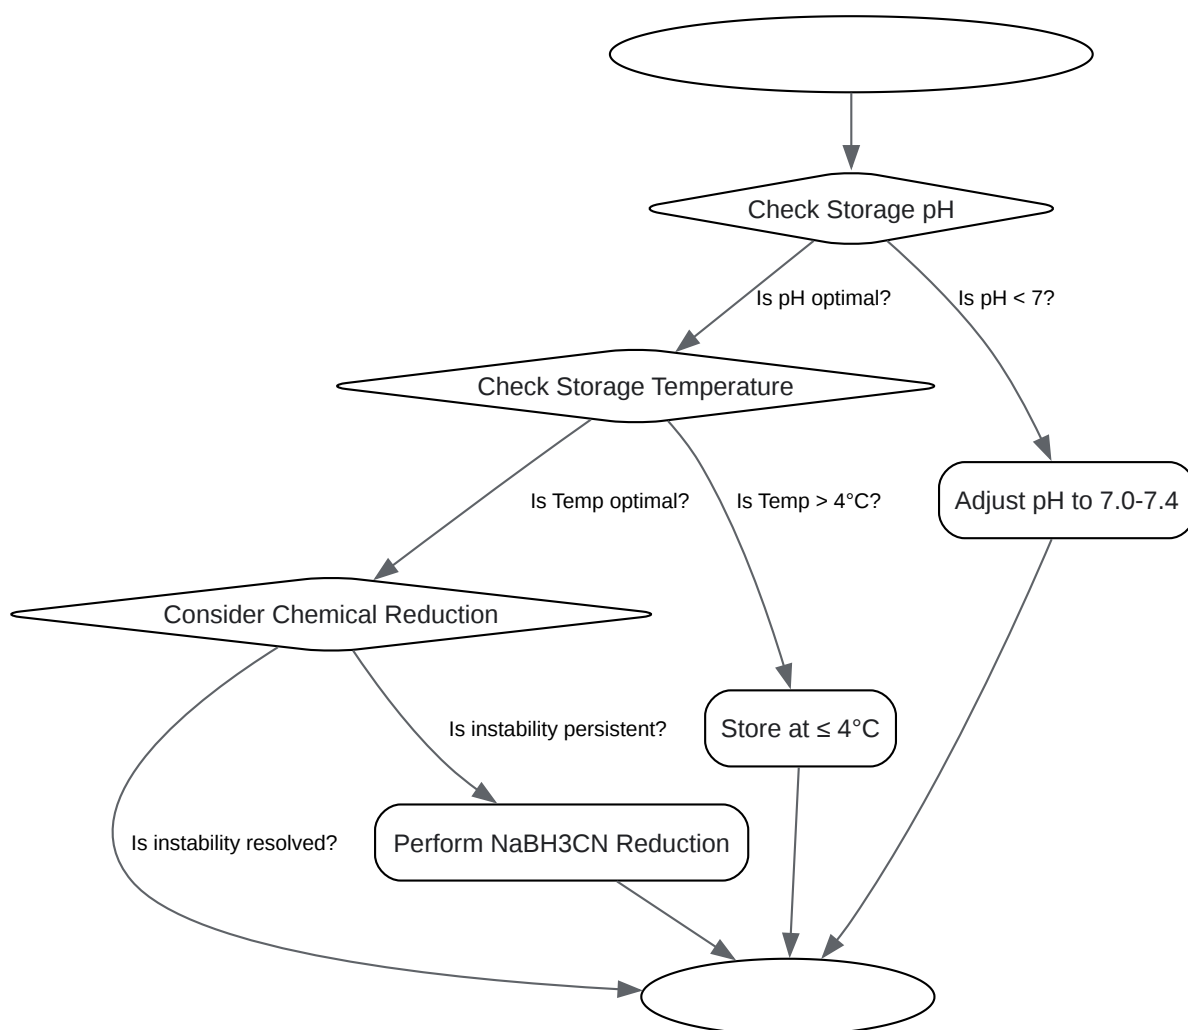 Check Storage pH
Is pH optimal?
Is pH < 7?
Check Storage Temperature
Is Temp optimal?
Is Temp > 4°C?
Adjust pH to 7.0-7.4
Consider Chemical Reduction
Is instability persistent?
Store at ≤ 4°C
Is instability resolved?
Perform NaBH3CN Reduction